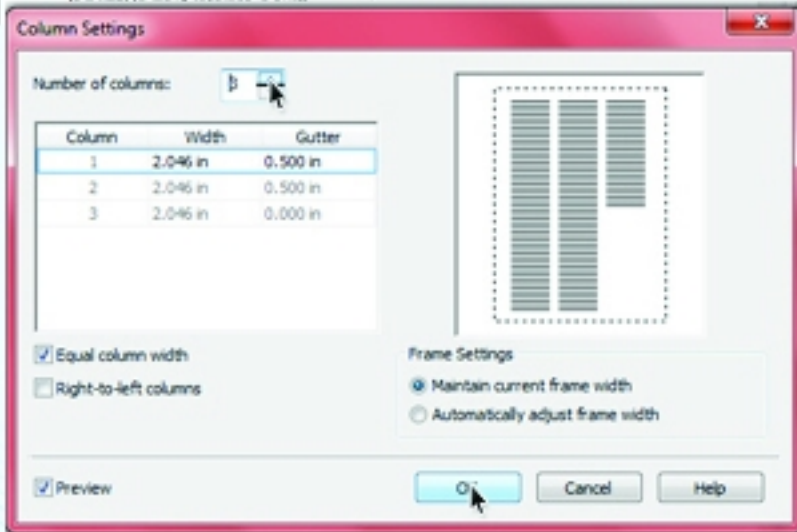 Column Settings
Number of columns: 3
Column Width Gutter
1 2.046 in 0.500 in
2 2.046 in 0.500 in
3 2.046 in 0.000 in
Equal column width
Right-to-left columns
Frame Settings
Maintain current frame width
Automatically adjust frame width
Preview
OK Cancel Help